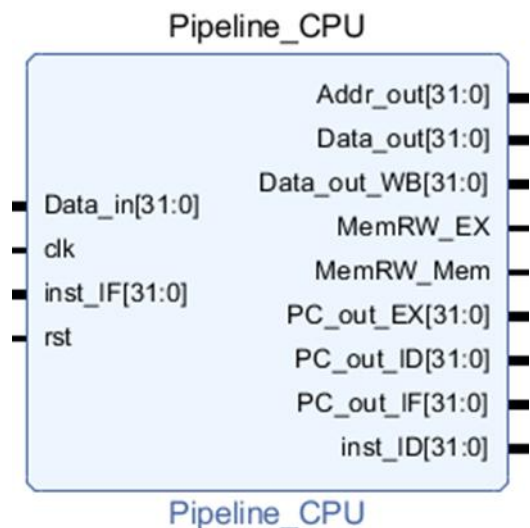 Pipeline_CPU
Data_in[31:0]
clk
inst_IF[31:0]
rst
Addr_out[31:0]
Data_out[31:0]
Data_out_WB[31:0]
MemRW_EX
MemRW_Mem
PC_out_EX[31:0]
PC_out_ID[31:0]
PC_out_IF[31:0]
inst_ID[31:0]
Pipeline_CPU